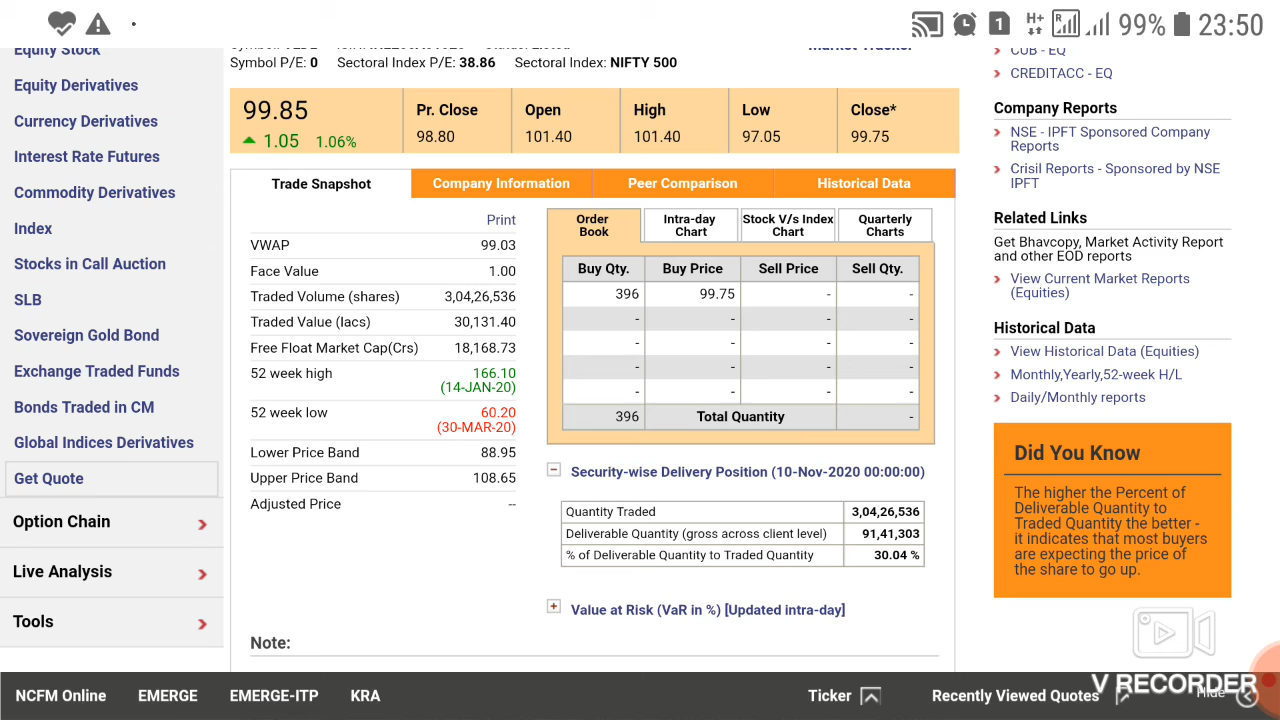 1 H+ R 99% 23:50
Equity Stock
Equity Derivatives
Currency Derivatives
Interest Rate Futures
Commodity Derivatives
Index
Stocks in Call Auction
SLB
Sovereign Gold Bond
Exchange Traded Funds
Bonds Traded in CM
Global Indices Derivatives
Get Quote
Option Chain
Live Analysis
Tools
Market Tracker
Symbol P/E: 0 Sectoral Index P/E: 38.86 Sectoral Index: NIFTY 500
99.85 Pr. Close Open High Low Close*
1.05 1.06% 98.80 101.40 101.40 97.05 99.75
Trade Snapshot Company Information Peer Comparison Historical Data
Print
VWAP 99.03
Face Value 1.00
Traded Volume (shares) 3,04,26,536
Traded Value (lacs) 30,131.40
Free Float Market Cap(Crs) 18,168.73
52 week high 166.10
(14-JAN-20)
52 week low 60.20
(30-MAR-20)
Lower Price Band 88.95
Upper Price Band 108.65
Adjusted Price --
Order Intra-day Stock V/s Index Quarterly
Book Chart Chart Charts
Buy Qty. Buy Price Sell Price Sell Qty.
396 99.75 - -
- - - -
- - - -
- - - -
- - - -
396 Total Quantity -
Security-wise Delivery Position (10-Nov-2020 00:00:00)
Quantity Traded 3,04,26,536
Deliverable Quantity (gross across client level) 91,41,303
% of Deliverable Quantity to Traded Quantity 30.04 %
Value at Risk (VaR in %) [Updated intra-day]
Note:
CUB - EQ
CREDITACC - EQ
Company Reports
NSE - IPFT Sponsored Company
Reports
Crisil Reports - Sponsored by NSE
IPFT
Related Links
Get Bhavcopy, Market Activity Report
and other EOD reports
View Current Market Reports
(Equities)
Historical Data
View Historical Data (Equities)
Monthly,Yearly,52-week H/L
Daily/Monthly reports
Did You Know
The higher the Percent of
Deliverable Quantity to
Traded Quantity the better -
it indicates that most buyers
are expecting the price of
the share to go up.
NCFM Online EMERGE EMERGE-ITP KRA Ticker Recently Viewed Quotes Hide
V RECORDER